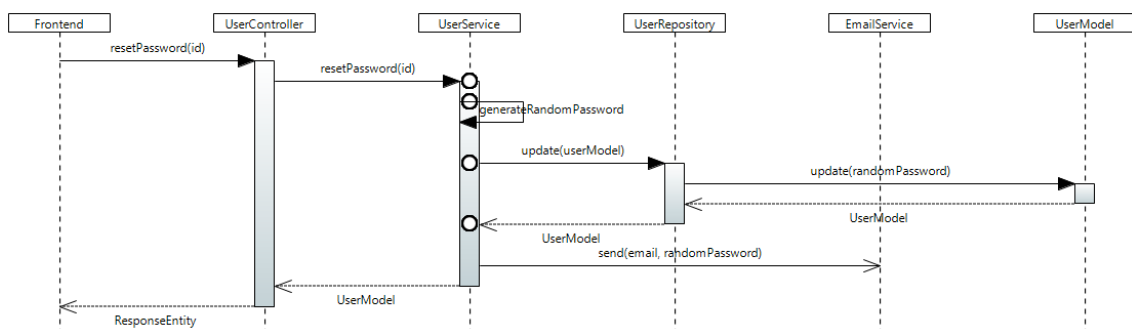 Frontend
UserController
UserService
UserRepository
EmailService
UserModel
resetPassword(id)
resetPassword(id)
generateRandomPassword
update(userModel)
update(randomPassword)
UserModel
UserModel
send(email, randomPassword)
UserModel
ResponseEntity